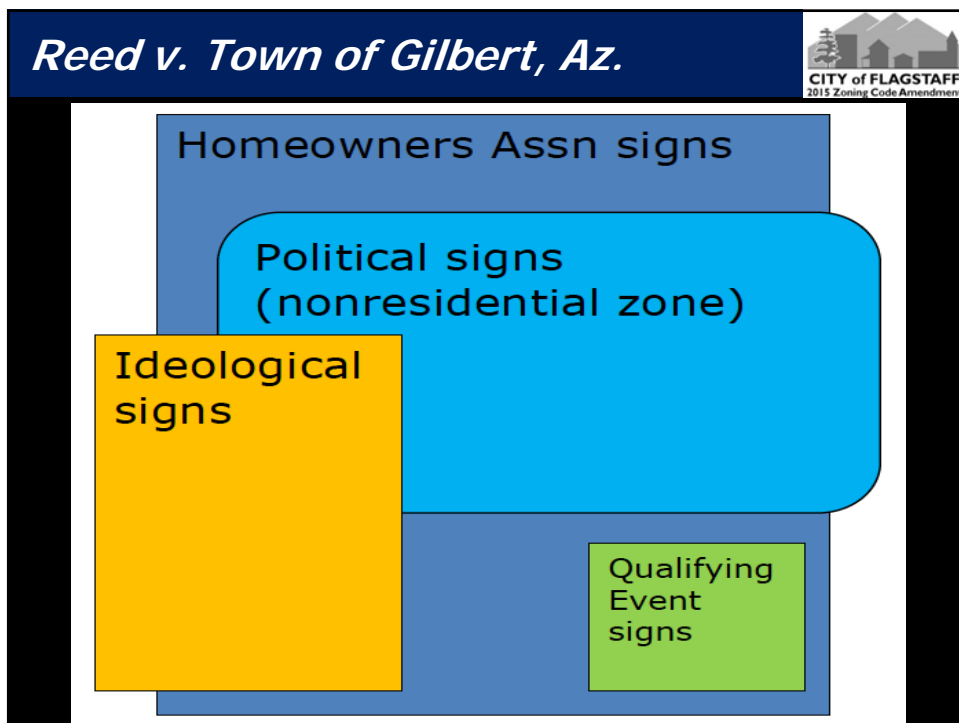 Reed v. Town of Gilbert, Az.
CITY of FLAGSTAFF
2015 Zoning Code Amendment
Homeowners Assn signs
Political signs
(nonresidential zone)
Ideological
signs
Qualifying
Event
signs